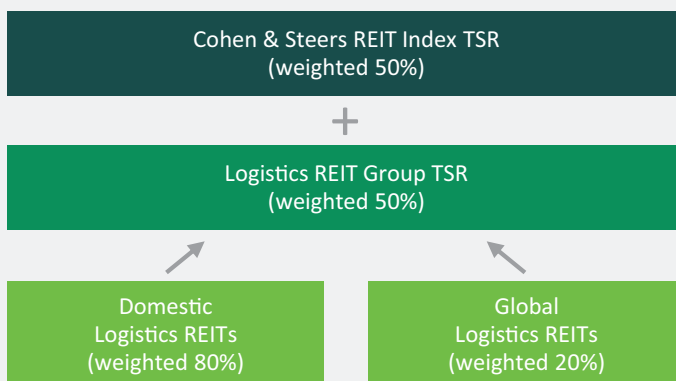 Cohen & Steers REIT Index TSR
(weighted 50%)
+
Logistics REIT Group TSR
(weighted 50%)
Domestic
Logistics REITs
(weighted 80%)
Global
Logistics REITs
(weighted 20%)